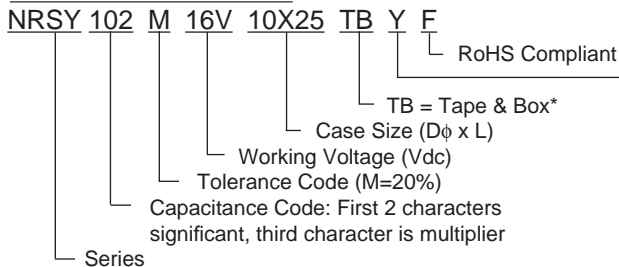 NRSY 102 M 16V 10X25 TB Y F
RoHS Compliant
TB = Tape & Box*
Case Size (Dϕ x L)
Working Voltage (Vdc)
Tolerance Code (M=20%)
Capacitance Code: First 2 characters
significant, third character is multiplier
Series